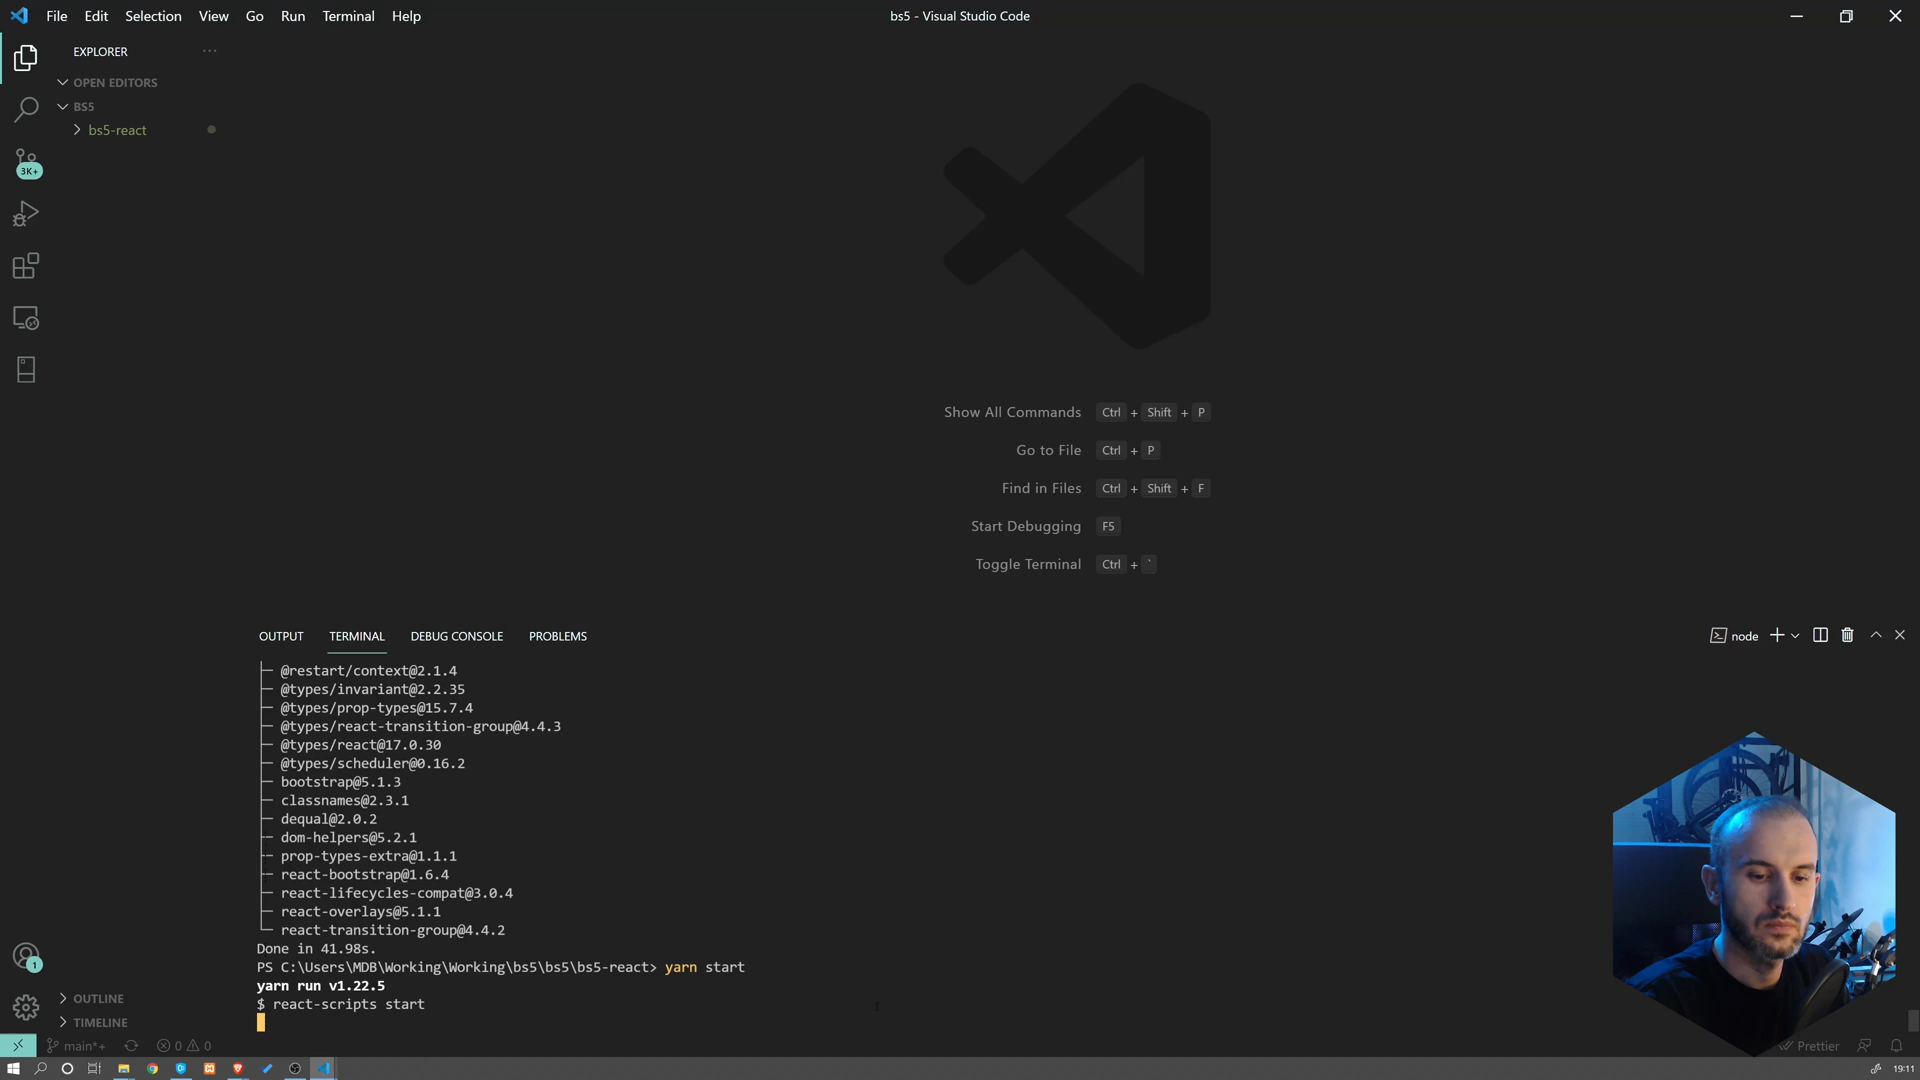 File Edit Selection View Go Run Terminal Help
bs5 - Visual Studio Code
EXPLORER
OPEN EDITORS
BS5
bs5-react
3K+
Show All Commands Ctrl + Shift + P
Go to File Ctrl + P
Find in Files Ctrl + Shift + F
Start Debugging F5
Toggle Terminal Ctrl + `
OUTPUT TERMINAL DEBUG CONSOLE PROBLEMS
node
├─ @restart/context@2.1.4
├─ @types/invariant@2.2.35
├─ @types/prop-types@15.7.4
├─ @types/react-transition-group@4.4.3
├─ @types/react@17.0.30
├─ @types/scheduler@0.16.2
├─ bootstrap@5.1.3
├─ classnames@2.3.1
├─ dequal@2.0.2
├─ dom-helpers@5.2.1
├─ prop-types-extra@1.1.1
├─ react-bootstrap@1.6.4
├─ react-lifecycles-compat@3.0.4
├─ react-overlays@5.1.1
└─ react-transition-group@4.4.2
Done in 41.98s.
PS C:\Users\MDB\Working\Working\bs5\bs5\bs5-react> yarn start
yarn run v1.22.5
$ react-scripts start
1
OUTLINE
TIMELINE
main*+ 0 0
Prettier
19:11